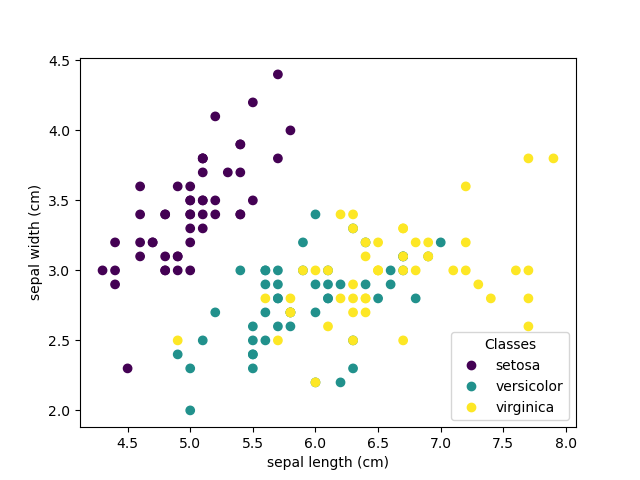 4.5
4.0
3.5
3.0
2.5
2.0
sepal width (cm)
Classes
setosa
versicolor
virginica
4.5 5.0 5.5 6.0 6.5 7.0 7.5 8.0
sepal length (cm)